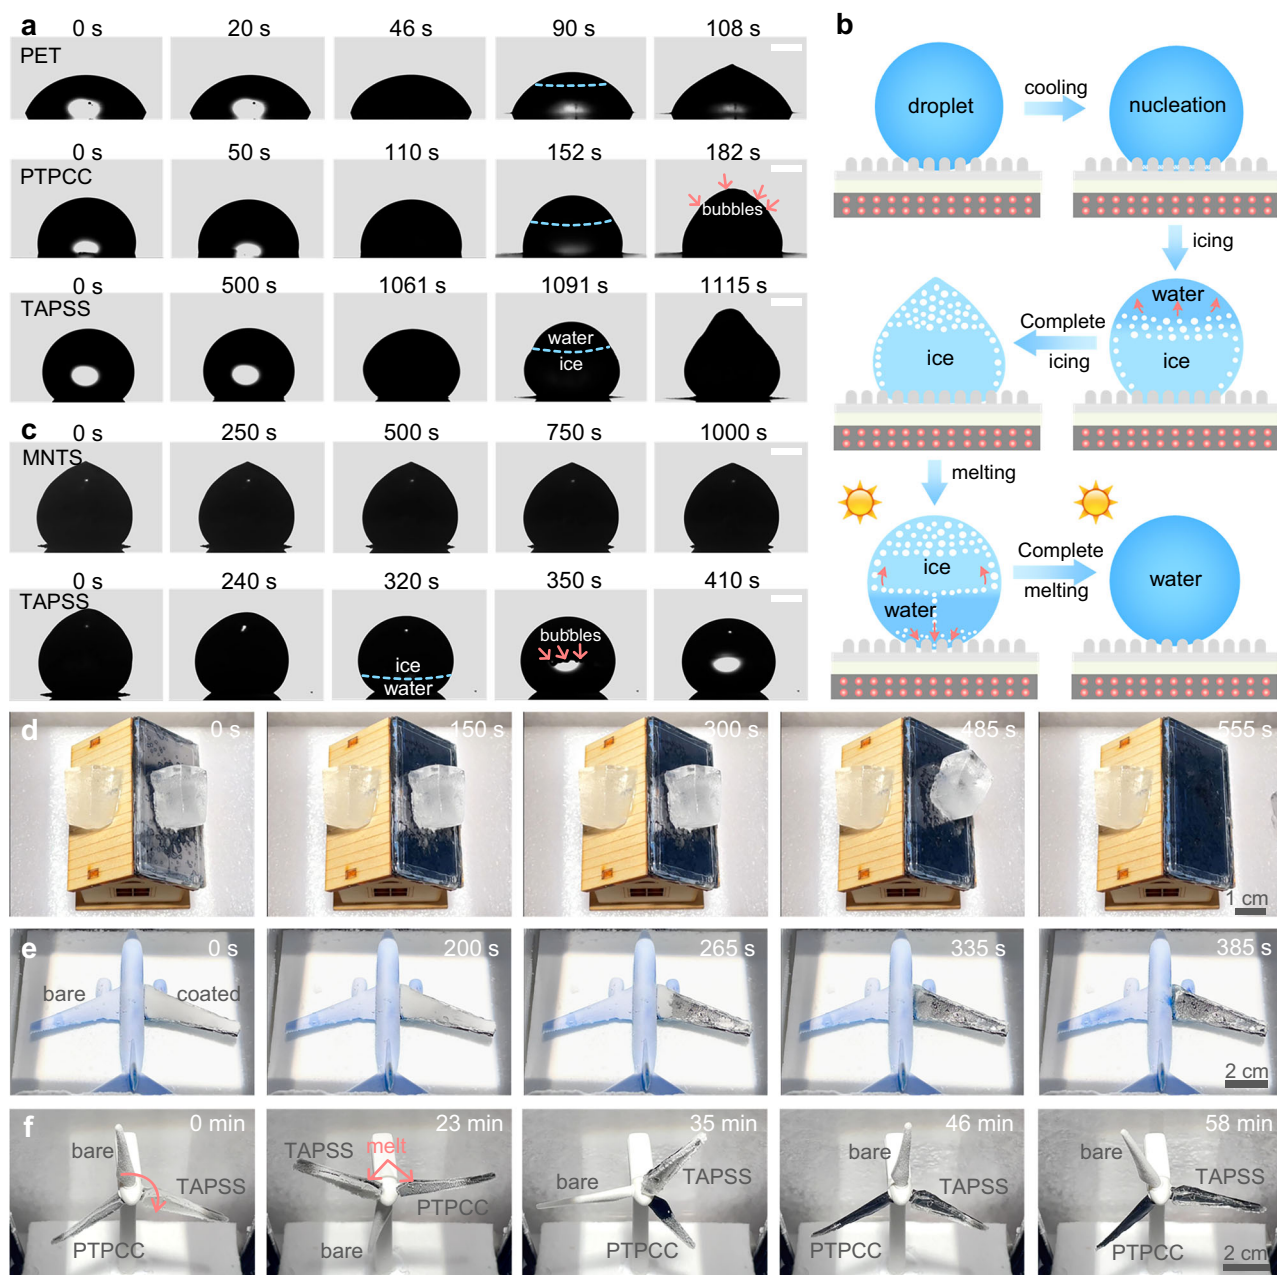 a
0 s 20 s 46 s 90 s 108 s
PET
0 s 50 s 110 s 152 s 182 s
PTPCC
bubbles
0 s 500 s 1061 s 1091 s 1115 s
TAPSS
water
ice
b
droplet
cooling
nucleation
icing
water
ice
Complete
icing
ice
melting
ice
water
Complete
melting
water
c
0 s 250 s 500 s 750 s 1000 s
MNTS
0 s 240 s 320 s 350 s 410 s
TAPSS
ice
water
bubbles
d
0 s 150 s 300 s 485 s 555 s
1 cm
e
0 s 200 s 265 s 335 s 385 s
bare coated
2 cm
f
0 min 23 min 35 min 46 min 58 min
bare
TAPSS
PTPCC
TAPSS
melt
PTPCC
bare
bare
TAPSS
bare
TAPSS
PTPCC
bare
TAPSS
PTPCC
2 cm